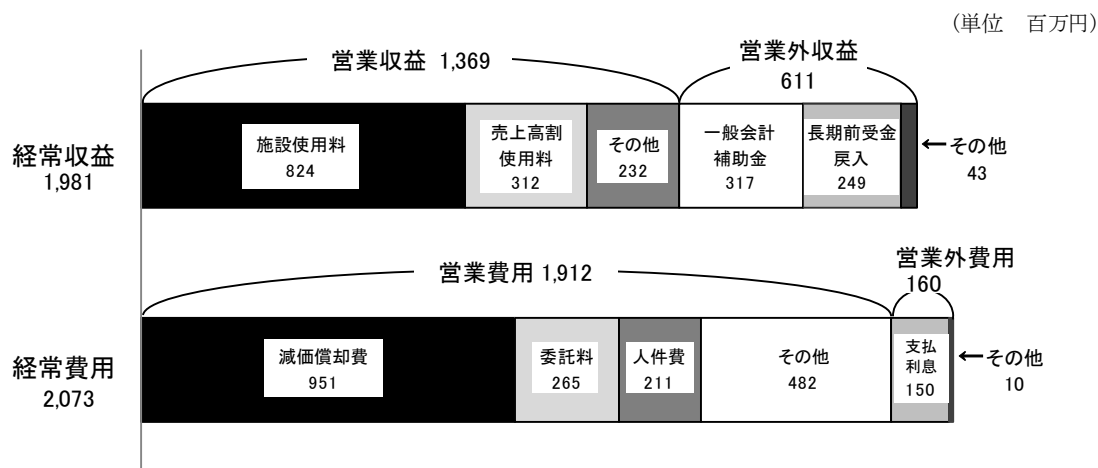 (単位　百万円)
営業収益 1,369
営業外収益
611
経常収益
1,981
施設使用料
824
売上高割
使用料
312
その他
232
一般会計
補助金
317
長期前受金
戻入
249
←その他
43
営業費用 1,912
営業外費用
160
経常費用
2,073
減価償却費
951
委託料
265
人件費
211
その他
482
支払
利息
150
←その他
10